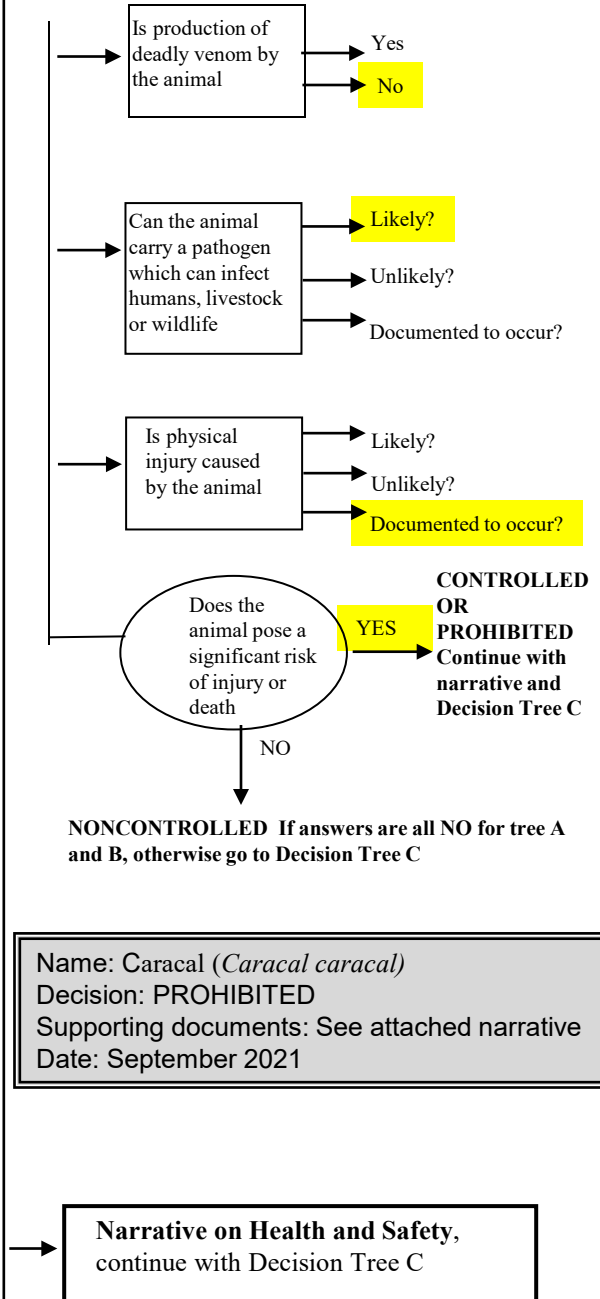 Is production of
deadly venom by
the animal
Yes
No
Can the animal
carry a pathogen
which can infect
humans, livestock
or wildlife
Likely?
Unlikely?
Documented to occur?
Is physical
injury caused
by the animal
Likely?
Unlikely?
Documented to occur?
Does the
animal pose a
significant risk
of injury or
death
YES
CONTROLLED
OR
PROHIBITED
Continue with
narrative and
Decision Tree C
NO
NONCONTROLLED If answers are all NO for tree A
and B, otherwise go to Decision Tree C
Name: Caracal (Caracal caracal)
Decision: PROHIBITED
Supporting documents: See attached narrative
Date: September 2021
Narrative on Health and Safety,
continue with Decision Tree C